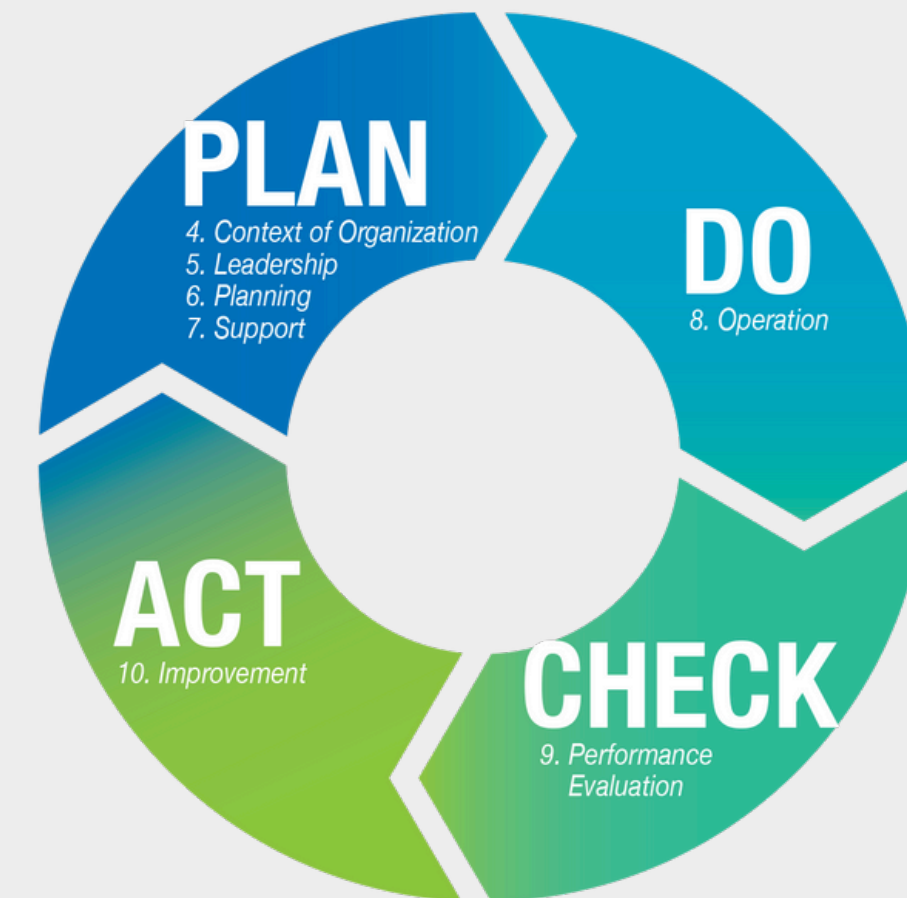 PLAN
4. Context of Organization
5. Leadership
6. Planning
7. Support
DO
8. Operation
CHECK
9. Performance
Evaluation
ACT
10. Improvement